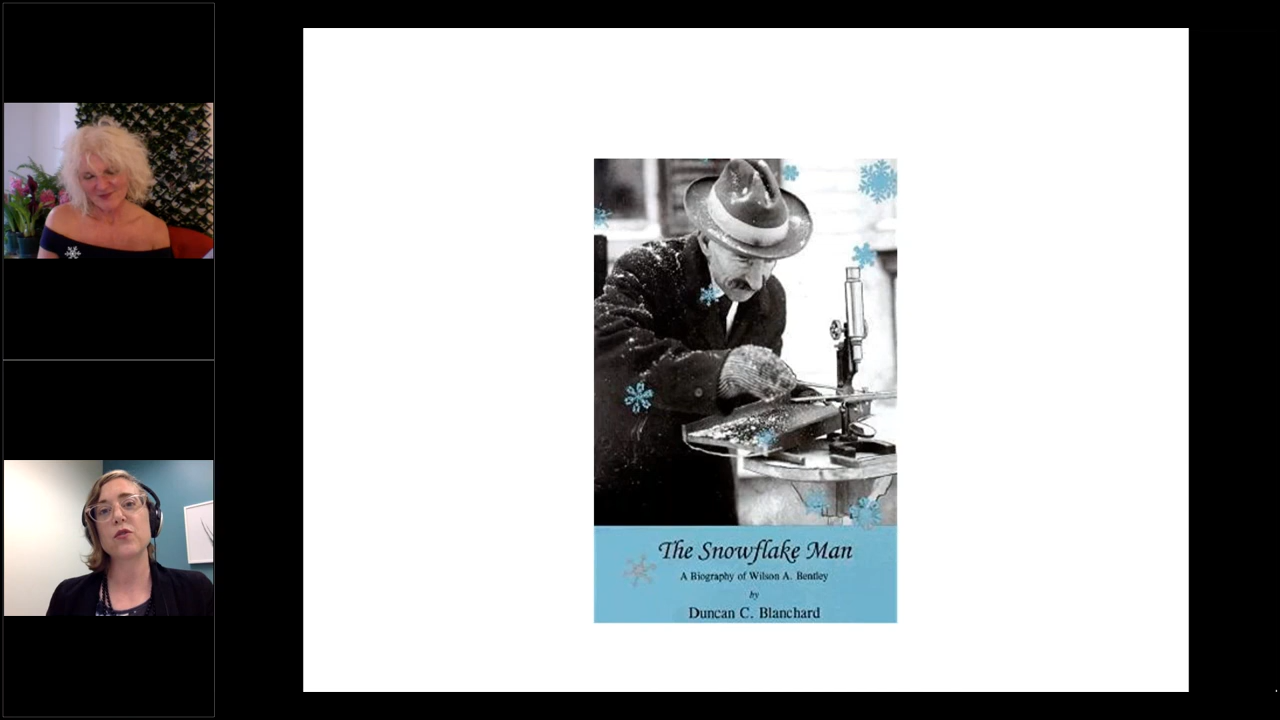 The Snowflake Man
A Biography of Wilson A. Bentley
by
Duncan C. Blanchard